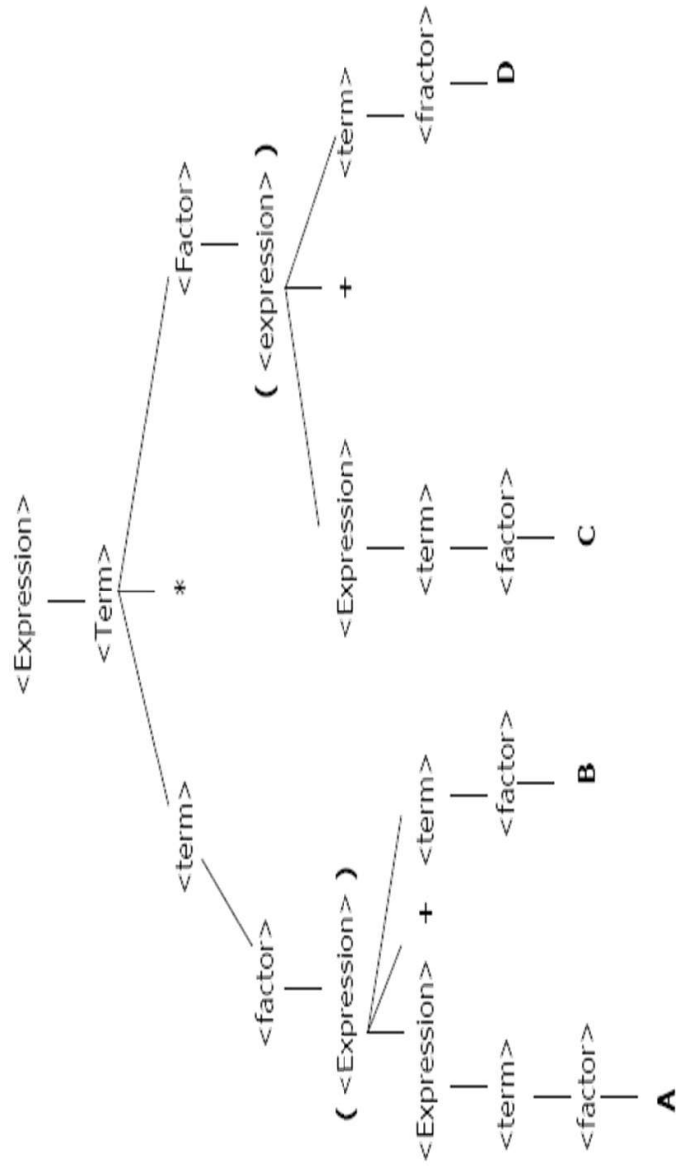 <Expression>
<Term>
<term> * <Factor>
<factor> ( <expression> )
( <Expression> ) <Expression> + <term>
<Expression> + <term> <term> <fractor>
<term> <factor> <factor> D
<factor> B C
A